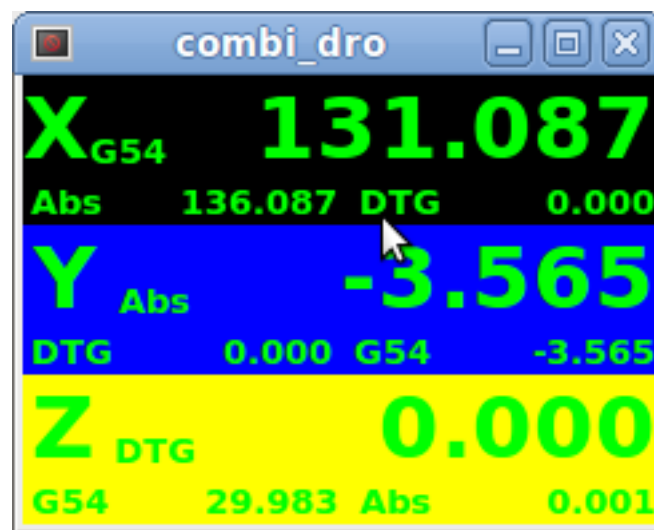 combi_dro
X G54 131.087
Abs 136.087 DTG 0.000
Y Abs -3.565
DTG 0.000 G54 -3.565
Z DTG 0.000
G54 29.983 Abs 0.001